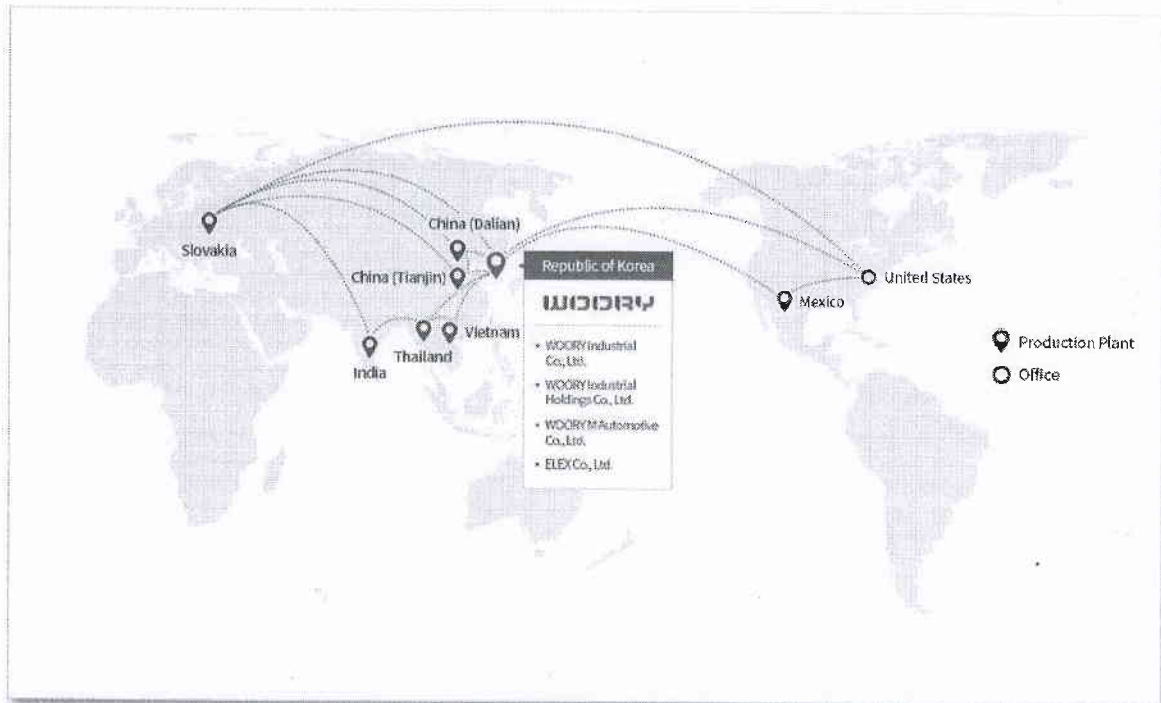 China (Dalian)
Slovakia
Republic of Korea
China (Tianjin)
United States
WOORY
Mexico
Vietnam
Thailand
India
• WOORY Industrial
Co., Ltd.
• WOORY Industrial
Holdings Co., Ltd.
• WOORY M Automotive
Co., Ltd.
• ELEX Co., Ltd.
Production Plant
Office